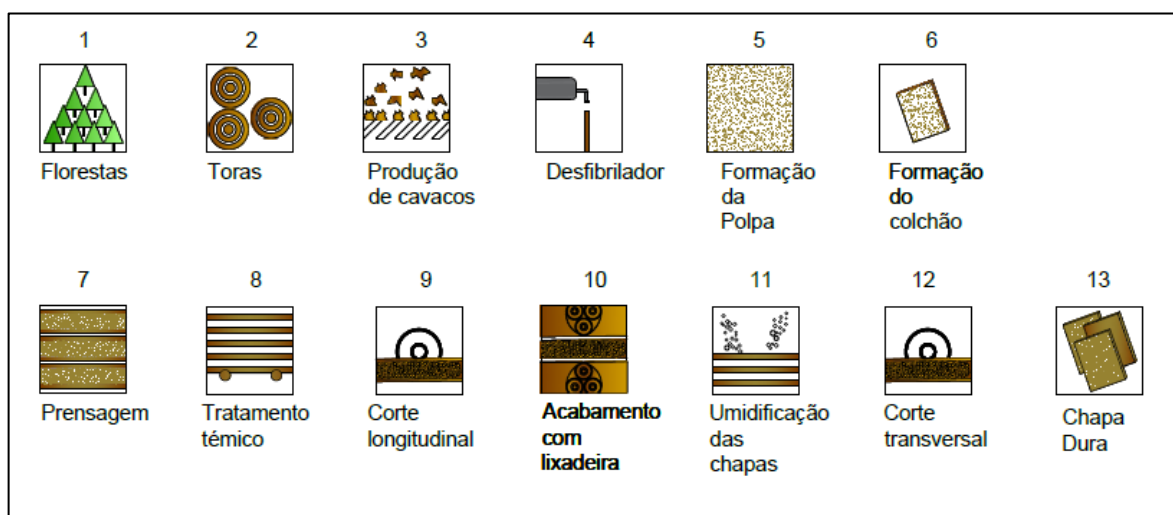 1 2 3 4 5 6
Florestas Toras Produção Desfibrilador Formação Formação
de cavacos da do
Polpa colchão
7 8 9 10 11 12 13
Prensagem Tratamento Corte Acabamento Umidificação Corte Chapa
témico longitudinal com das transversal Dura
lixadeira chapas